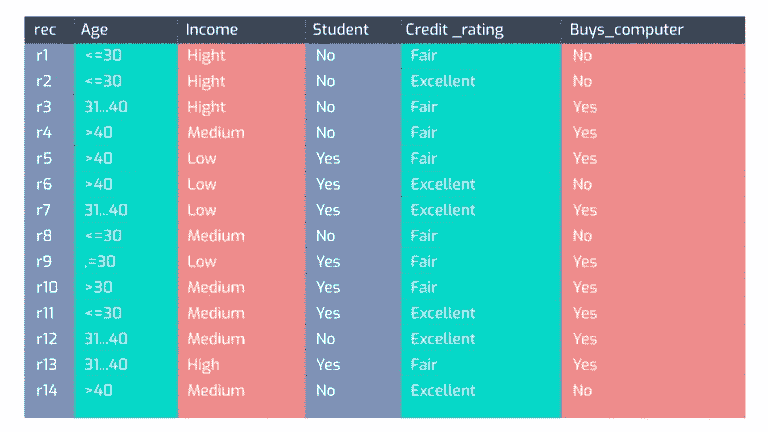 rec Age Income Student Credit _rating Buys_computer
r1 <=30 Hight No Fair No
r2 <=30 Hight No Excellent No
r3 31...40 Hight No Fair Yes
r4 >40 Medium No Fair Yes
r5 >40 Low Yes Fair Yes
r6 >40 Low Yes Excellent No
r7 31...40 Low Yes Excellent Yes
r8 <=30 Medium No Fair No
r9 ,=30 Low Yes Fair Yes
r10 >30 Medium Yes Fair Yes
r11 <=30 Medium Yes Excellent Yes
r12 31...40 Medium No Excellent Yes
r13 31...40 High Yes Fair Yes
r14 >40 Medium No Excellent No